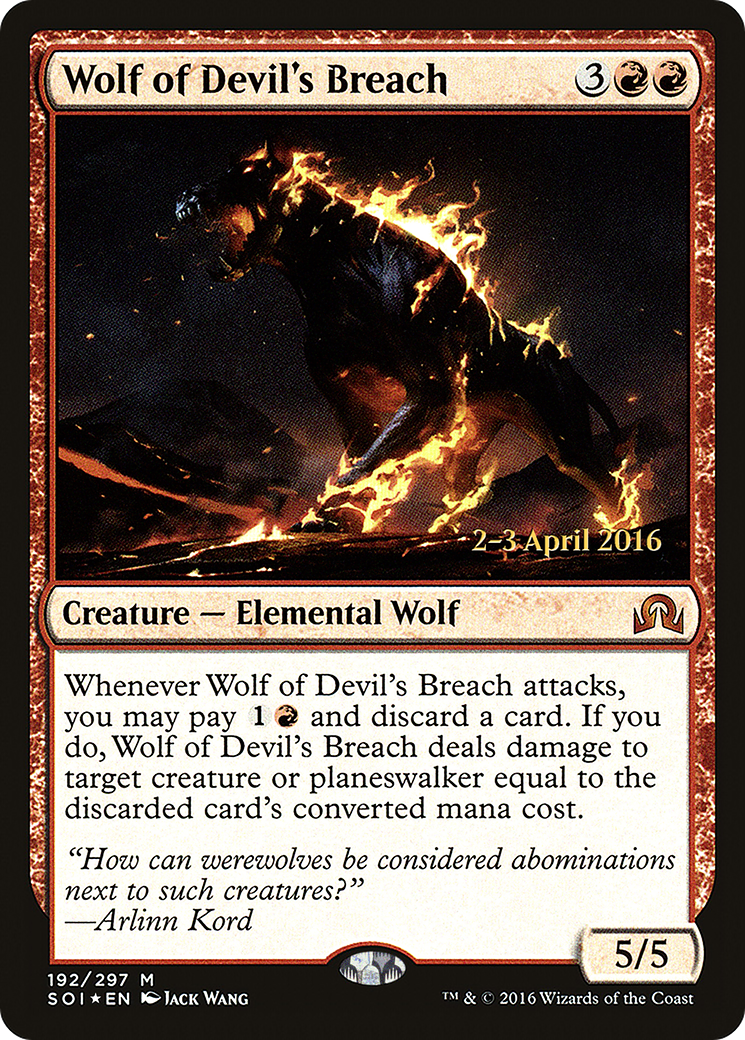 Wolf of Devil's Breach 3
2–3 April 2016
Creature — Elemental Wolf
Whenever Wolf of Devil's Breach attacks,
you may pay 1 and discard a card. If you
do, Wolf of Devil's Breach deals damage to
target creature or planeswalker equal to the
discarded card's converted mana cost.
“How can werewolves be considered abominations
next to such creatures?”
—Arlinn Kord
5/5
192/297 M
SOI★EN Jack Wang
™ & © 2016 Wizards of the Coast